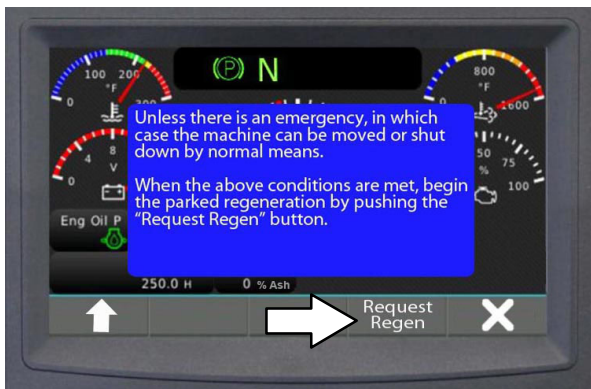 (P) N
100 200
°F
0
300
800
°F
0
1600
Unless there is an emergency, in which
case the machine can be moved or shut
down by normal means.
When the above conditions are met, begin
the parked regeneration by pushing the
“Request Regen” button.
4 8
V
0
50 75
%
100
Eng Oil P
250.0 H
0 % Ash
Request
Regen